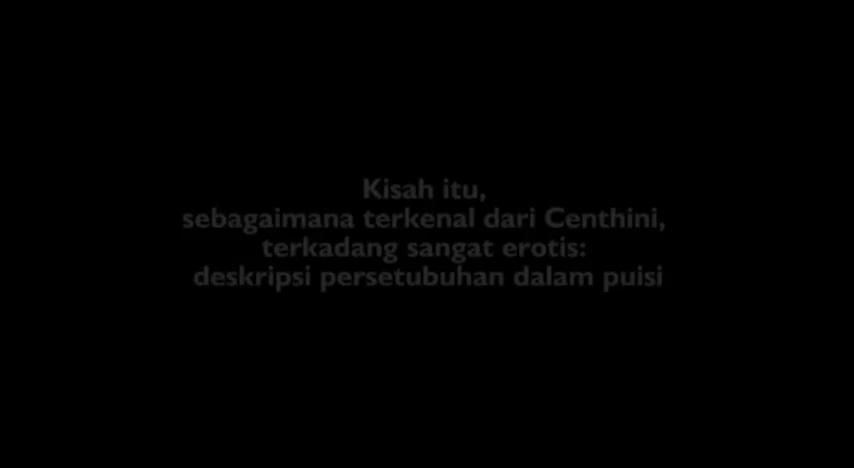 Kisah itu,
sebagaimana terkenal dari Centhini,
terkadang sangat erotis:
deskripsi persetubuhan dalam puisi